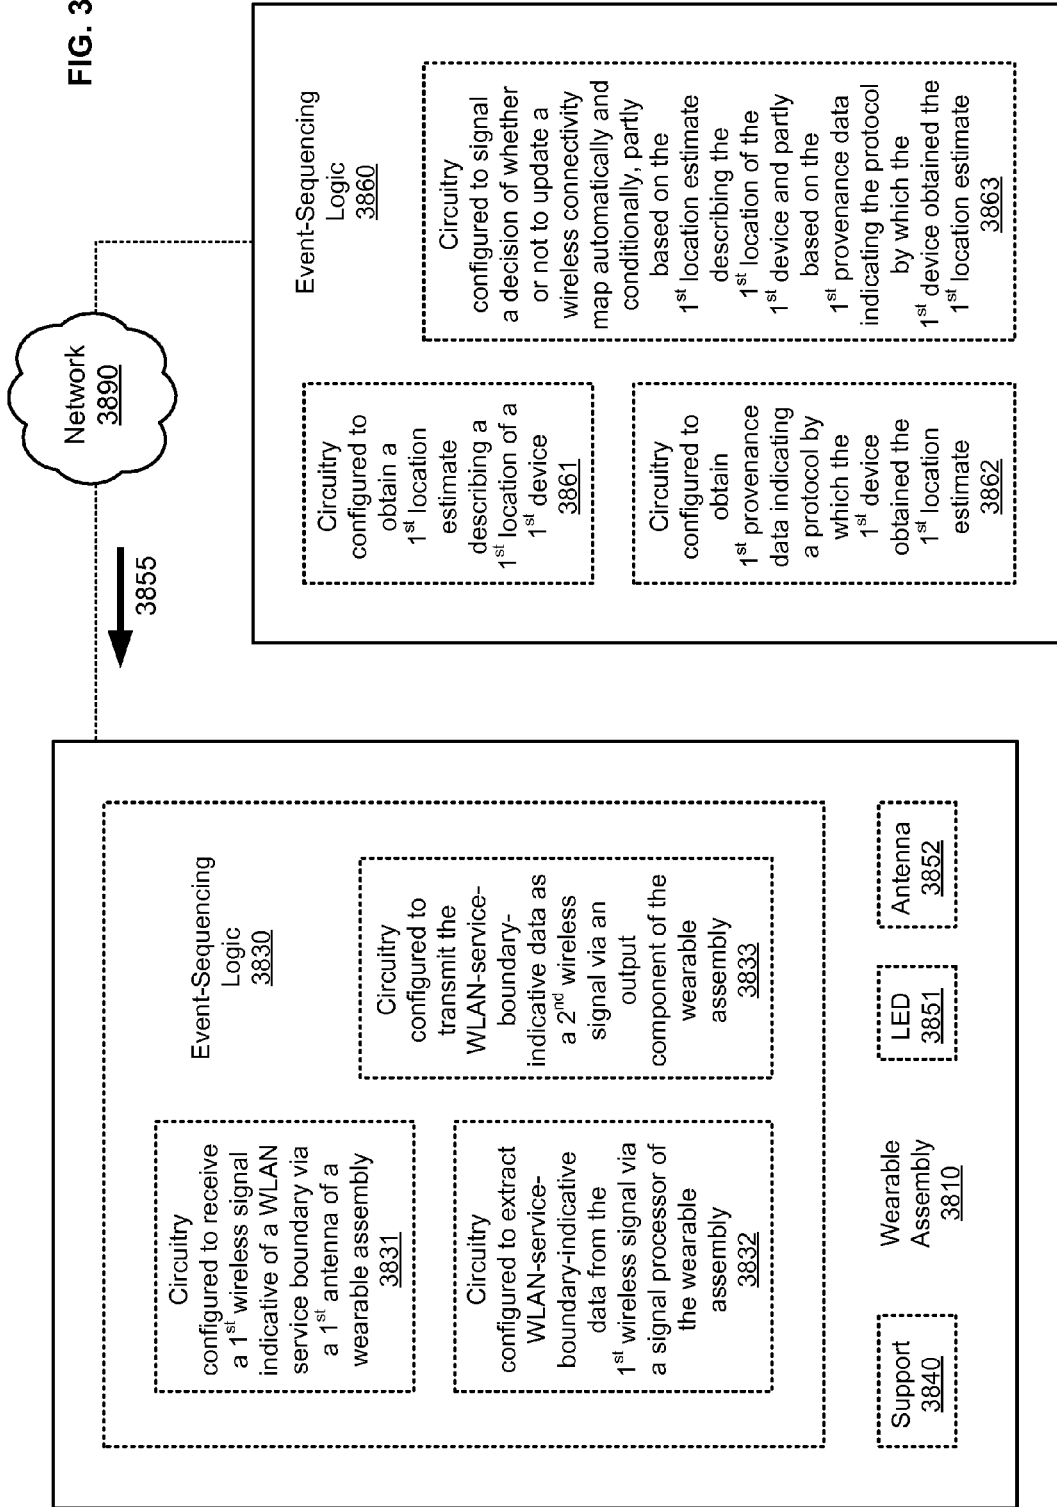 FIG. 3
Network
3890
3855
Event-Sequencing
Logic
3830
Circuitry
configured to receive
a 1st wireless signal
indicative of a WLAN
service boundary via
a 1st antenna of a
wearable assembly
3831
Circuitry
configured to extract
WLAN-service-
boundary-indicative
data from the
1st wireless signal via
a signal processor of
the wearable
assembly
3832
Circuitry
configured to
transmit the
WLAN-service-
boundary-
indicative data as
a 2nd wireless
signal via an
output
component of the
wearable
assembly
3833
Support
3840
Wearable
Assembly
3810
LED
3851
Antenna
3852
Event-Sequencing
Logic
3860
Circuitry
configured to
obtain a
1st location
estimate
describing a
1st location of a
1st device
3861
Circuitry
configured to
obtain
1st provenance
data indicating
a protocol by
which the
1st device
obtained the
1st location
estimate
3862
Circuitry
configured to signal
a decision of whether
or not to update a
wireless connectivity
map automatically and
conditionally, partly
based on the
1st location estimate
describing the
1st location of the
1st device and partly
based on the
1st provenance data
indicating the protocol
by which the
1st device obtained the
1st location estimate
3863